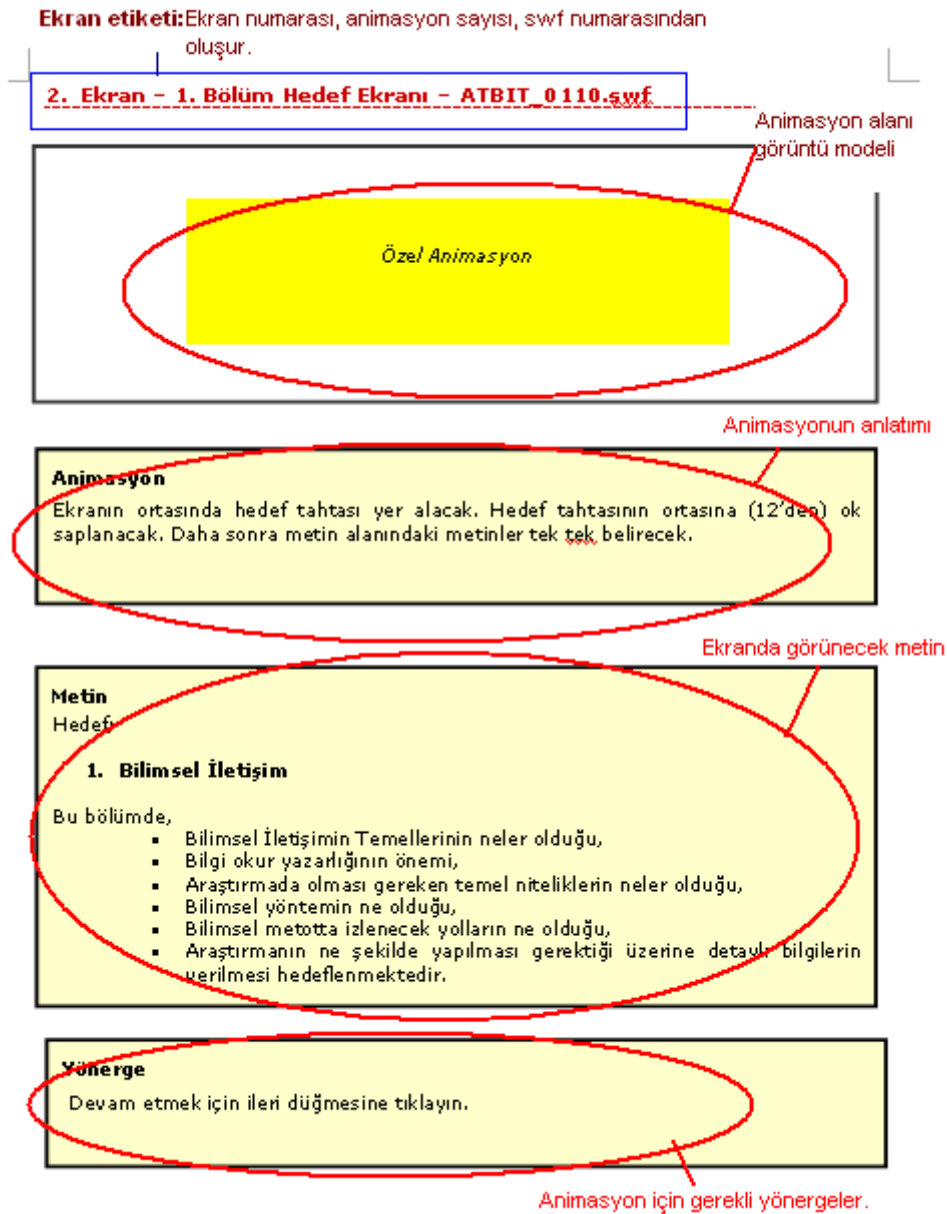 Ekran etiketi:Ekran numarası, animasyon sayısı, swf numarasından
oluşur.
2. Ekran – 1. Bölüm Hedef Ekranı – ATBIT_0110.swf
Animasyon alanı
görüntü modeli
Özel Animasyon
Animasyonun anlatımı
Animasyon
Ekranın ortasında hedef tahtası yer alacak. Hedef tahtasının ortasına (12'den) ok
saplanacak. Daha sonra metin alanındaki metinler tek tek belirecek.
Ekranda görünecek metin
Metin
Hedef:
1. Bilimsel İletişim
Bu bölümde,
▪ Bilimsel İletişimin Temellerinin neler olduğu,
▪ Bilgi okur yazarlığının önemi,
▪ Araştırmada olması gereken temel niteliklerin neler olduğu,
▪ Bilimsel yöntemin ne olduğu,
▪ Bilimsel metotta izlenecek yolların ne olduğu,
▪ Araştırmanın ne şekilde yapılması gerektiği üzerine detaylı bilgilerin
verilmesi hedeflenmektedir.
Yönerge
Devam etmek için ileri düğmesine tıklayın.
Animasyon için gerekli yönergeler.